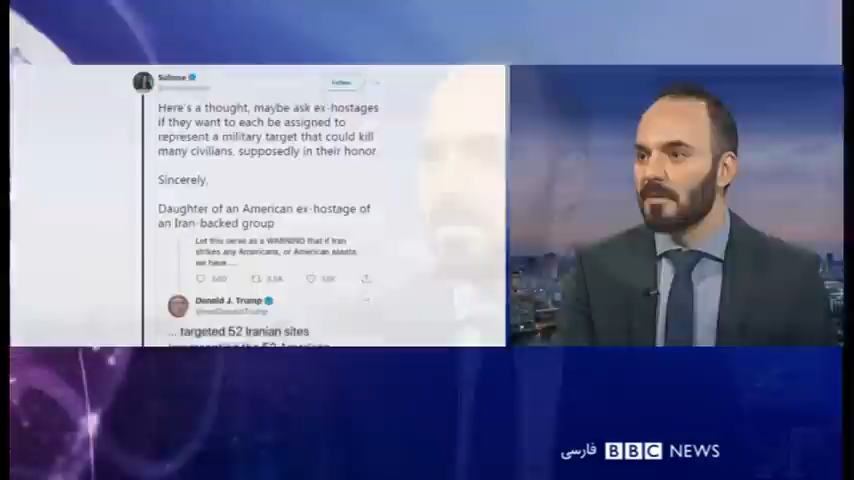 Sulome
Follow
Here's a thought, maybe ask ex-hostages
if they want to each be assigned to
represent a military target that could kill
many civilians, supposedly in their honor.
Sincerely,
Daughter of an American ex-hostage of
an Iran-backed group
Let this serve as a WARNING that if Iran
strikes any Americans, or American assets
we have ....
Donald J. Trump
@realDonaldTrump
... targeted 52 Iranian sites
فارسی BBC NEWS